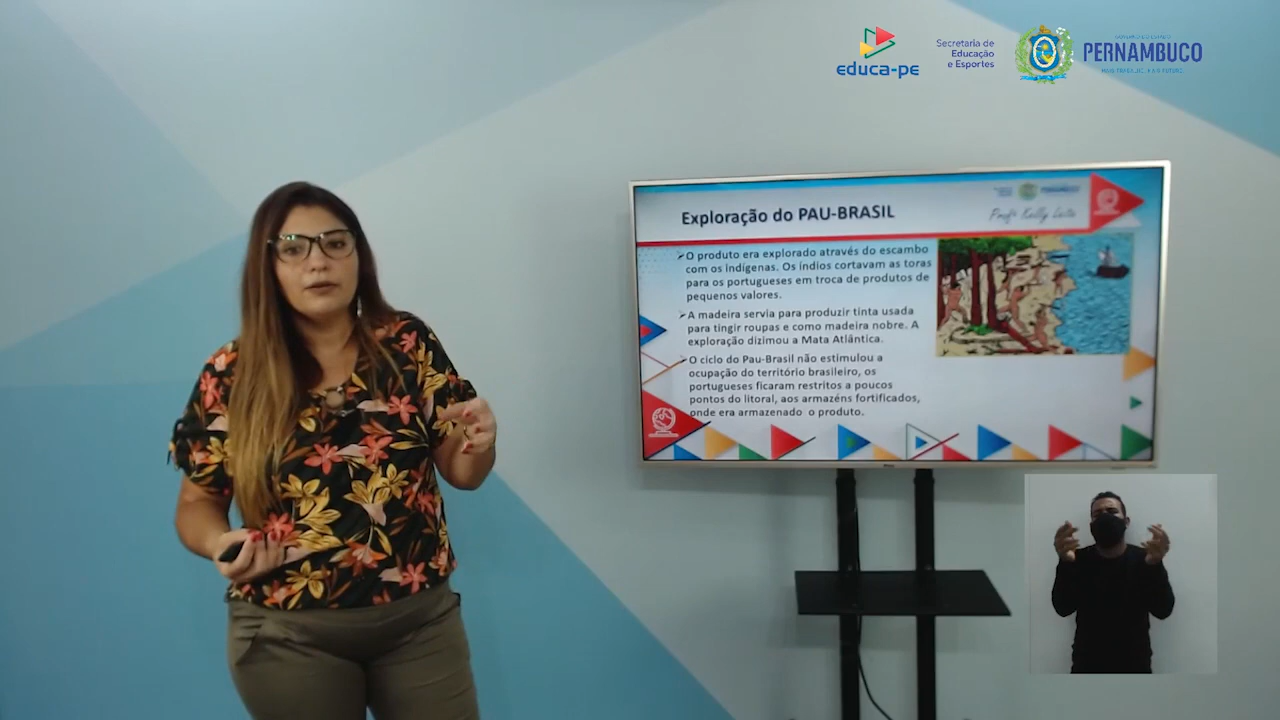 educa-pe
Secretaria de
Educação
e Esportes
GOVERNO DO ESTADO
PERNAMBUCO
PERNAMBUCO
Profª Kelly Leite
Exploração do PAU-BRASIL
➢O produto era explorado através do escambo
com os indígenas. Os índios cortavam as toras
para os portugueses em troca de produtos de
pequenos valores.
➢A madeira servia para produzir tinta usada
para tingir roupas e como madeira nobre. A
exploração dizimou a Mata Atlântica.
➢O ciclo do Pau-Brasil não estimulou a
ocupação do território brasileiro, os
portugueses ficaram restritos a poucos
pontos do litoral, aos armazéns fortificados,
onde era armazenado o produto.